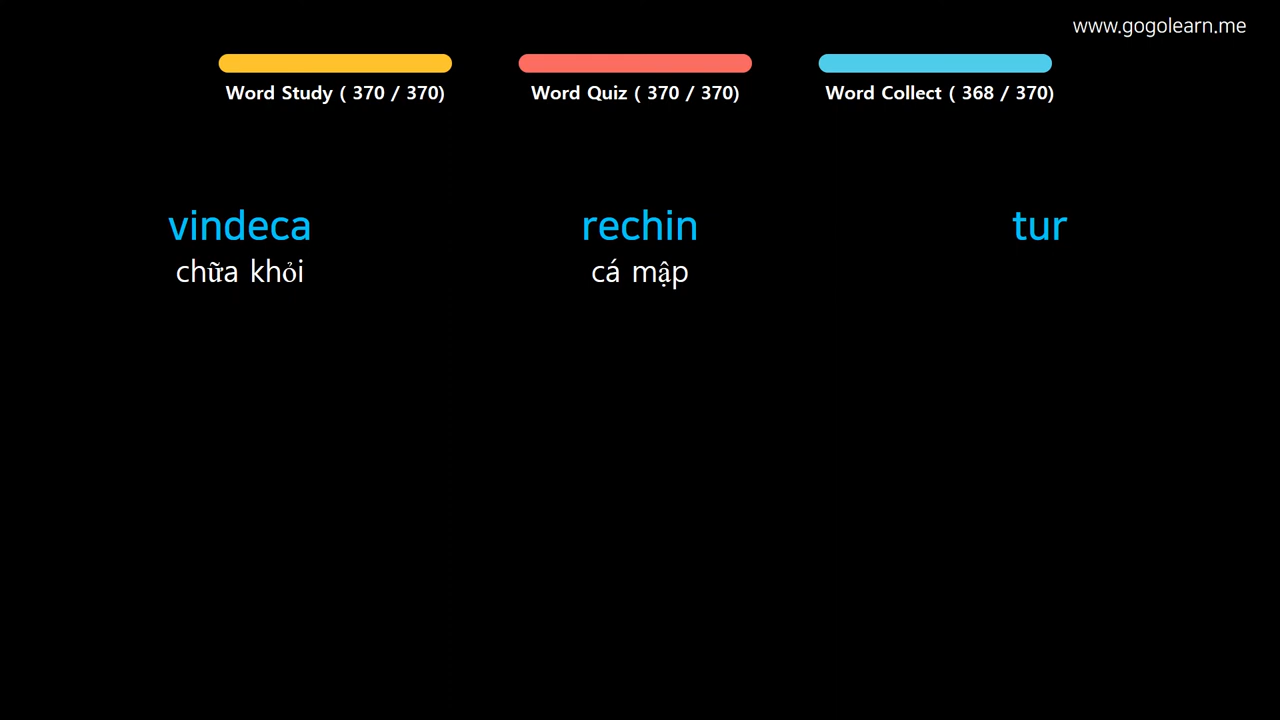 www.gogolearn.me
Word Study ( 370 / 370)
Word Quiz ( 370 / 370)
Word Collect ( 368 / 370)
vindeca
chữa khỏi
rechin
cá mập
tur